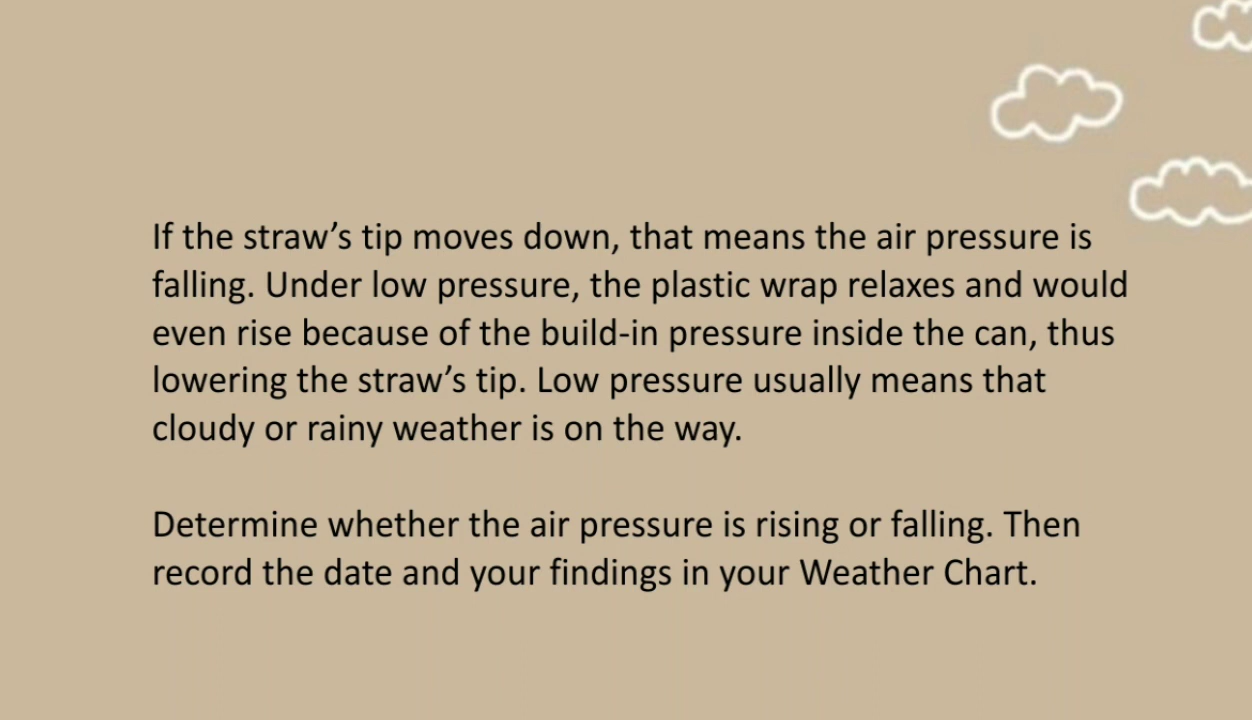 If the straw’s tip moves down, that means the air pressure is
falling. Under low pressure, the plastic wrap relaxes and would
even rise because of the build-in pressure inside the can, thus
lowering the straw’s tip. Low pressure usually means that
cloudy or rainy weather is on the way.
Determine whether the air pressure is rising or falling. Then
record the date and your findings in your Weather Chart.